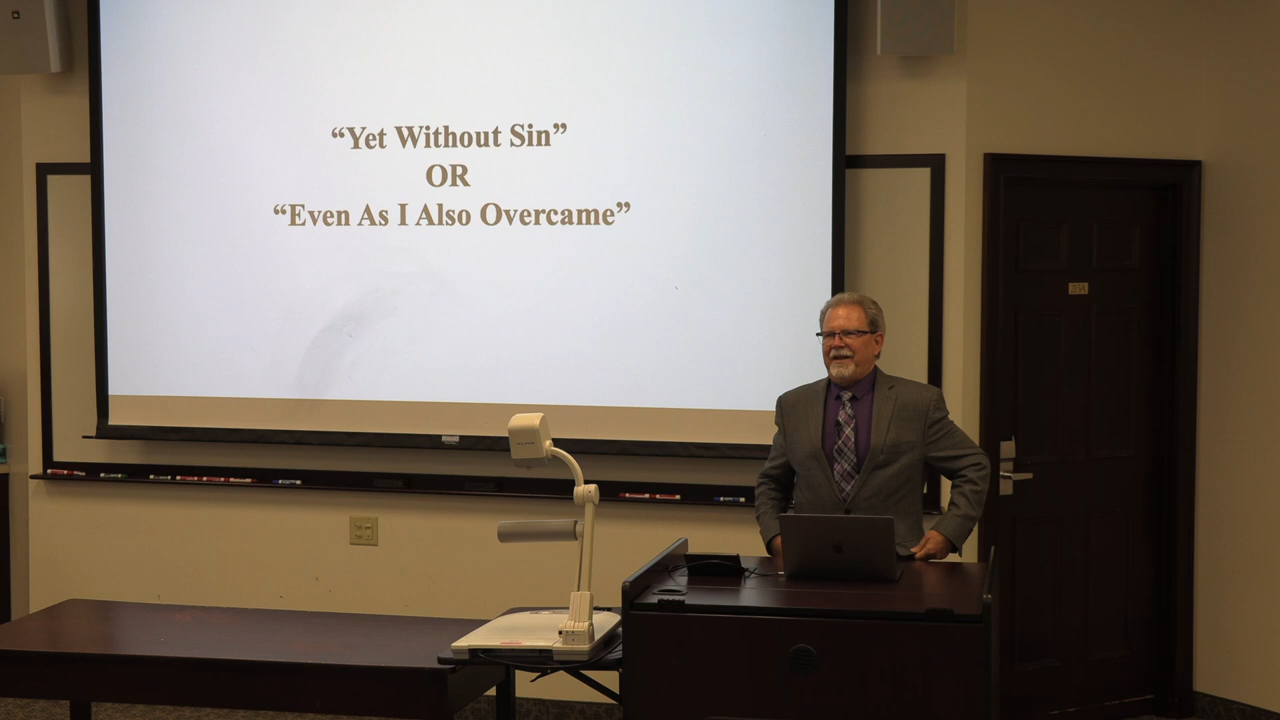 “Yet Without Sin”
OR
“Even As I Also Overcame”